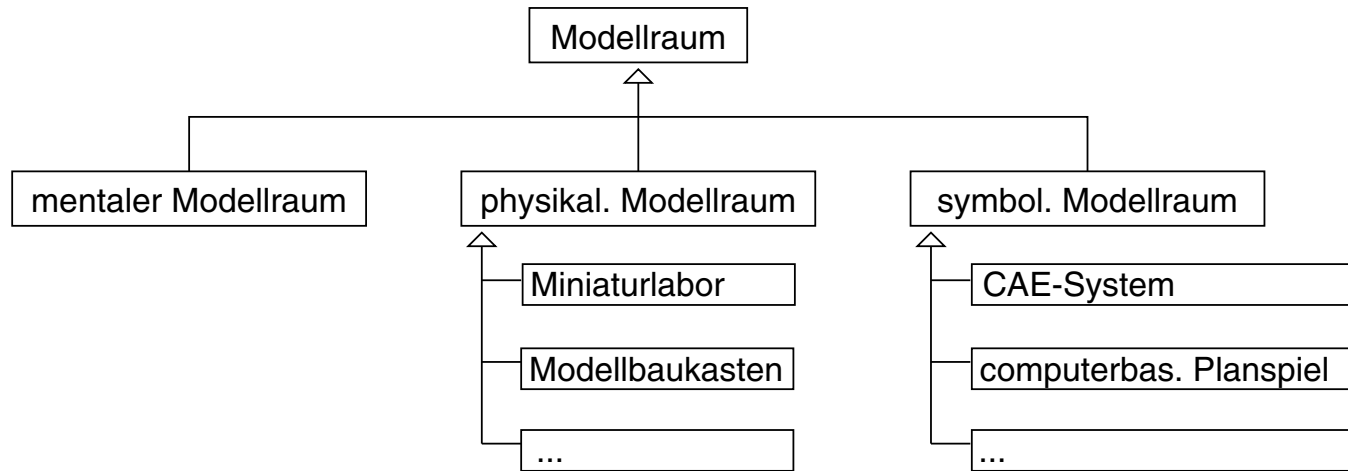 Modellraum
mentaler Modellraum
physikal. Modellraum
symbol. Modellraum
Miniaturlabor
CAE-System
Modellbaukasten
computerbas. Planspiel
...
...